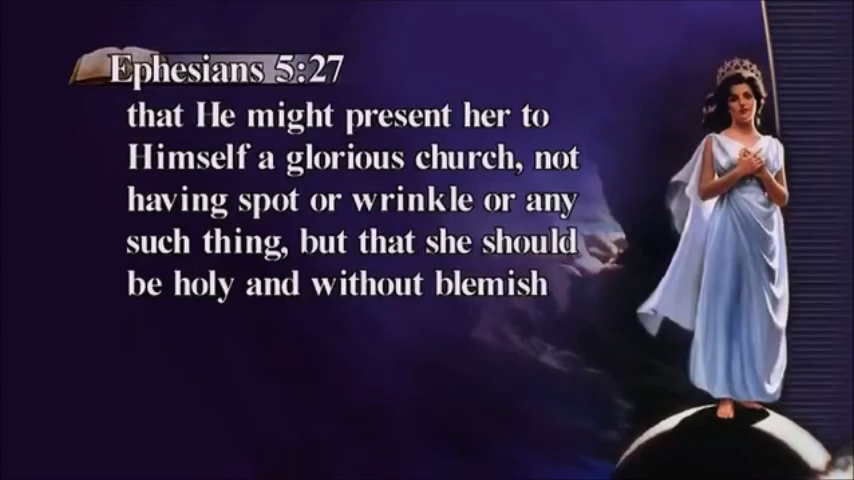 Ephesians 5:27
that He might present her to
Himself a glorious church, not
having spot or wrinkle or any
such thing, but that she should
be holy and without blemish